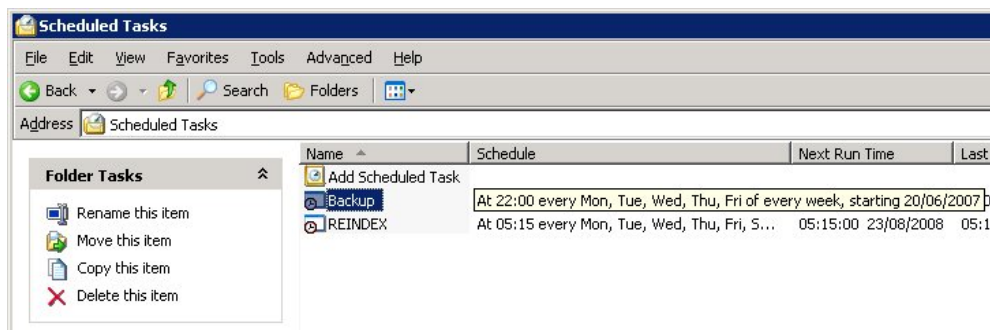 Scheduled Tasks
File Edit View Favorites Tools Advanced Help
Back Search Folders
Address Scheduled Tasks
Folder Tasks
Rename this item
Move this item
Copy this item
Delete this item
Name Schedule Next Run Time Last
Add Scheduled Task
Backup At 22:00 every Mon, Tue, Wed, Thu, Fri of every week, starting 20/06/2007
REINDEX At 05:15 every Mon, Tue, Wed, Thu, Fri, S... 05:15:00 23/08/2008 05:1